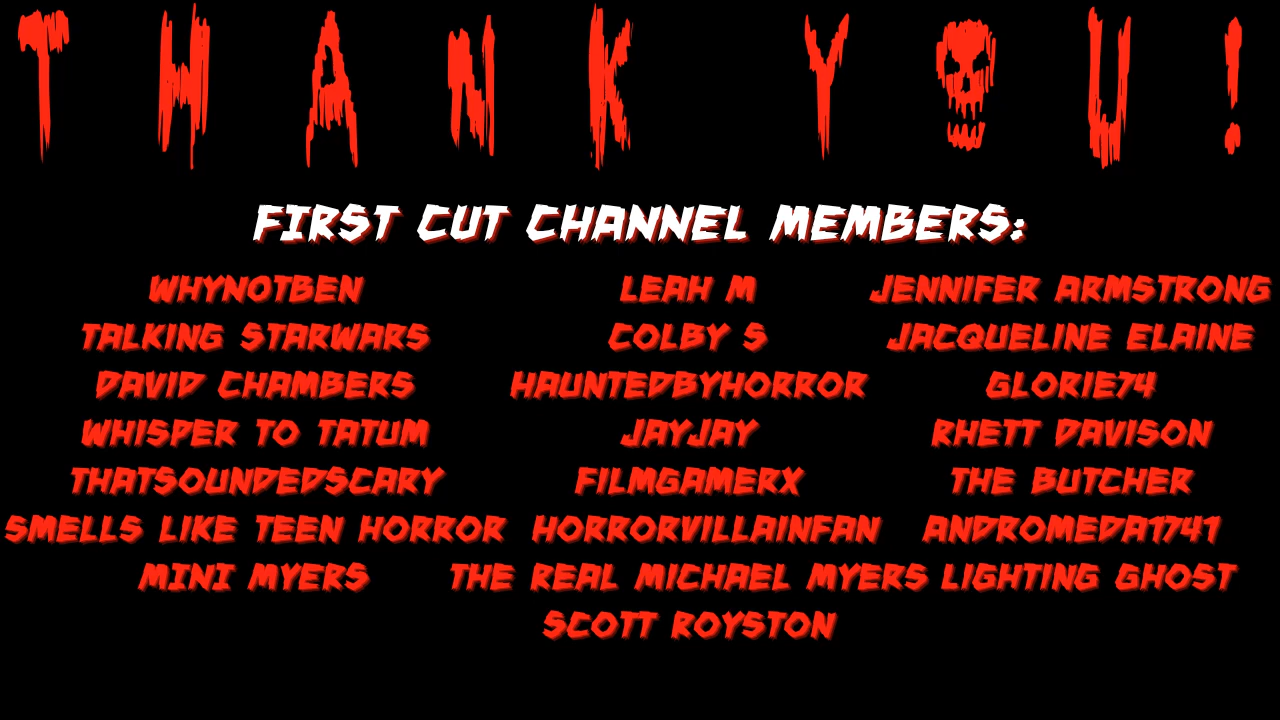 THANK YOU!
FIRST CUT CHANNEL MEMBERS:
WHYNOTBEN LEAH M JENNIFER ARMSTRONG
TALKING STARWARS COLBY S JACQUELINE ELAINE
DAVID CHAMBERS HAUNTEDBYHORROR GLORIE74
WHISPER TO TATUM JAYJAY RHETT DAVISON
THATSOUNDEDSCARY FILMGAMERX THE BUTCHER
SMELLS LIKE TEEN HORROR HORRORVILLAINFAN ANDROMEDA1741
MINI MYERS THE REAL MICHAEL MYERS LIGHTING GHOST
SCOTT ROYSTON